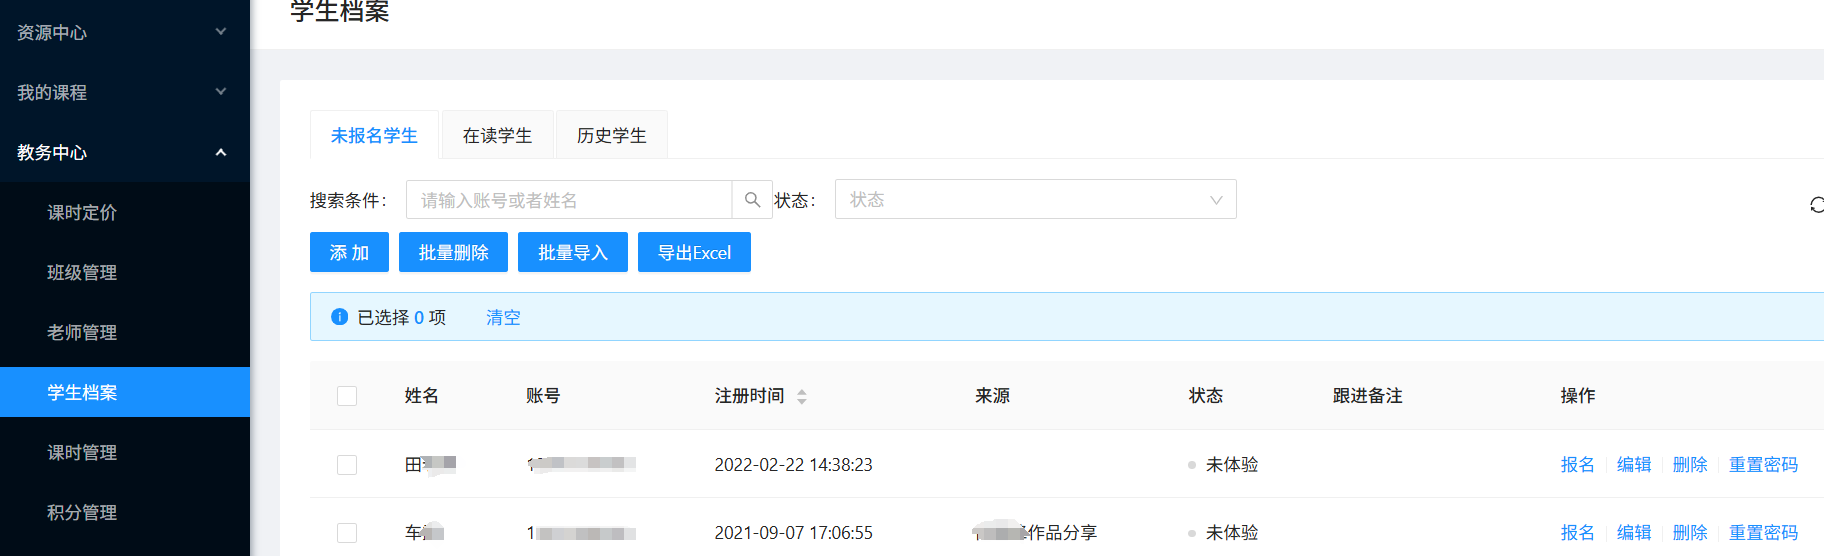 资源中心
我的课程
教务中心
课时定价
班级管理
老师管理
学生档案
课时管理
积分管理
学生档案
未报名学生 在读学生 历史学生
搜索条件： 请输入账号或者姓名 状态： 状态
添 加 批量删除 批量导入 导出Excel
已选择 0 项 清空
姓名 账号 注册时间 来源 状态 跟进备注 操作
田 1 2022-02-22 14:38:23 未体验 报名 编辑 删除 重置密码
车 1 2021-09-07 17:06:55 作品分享 未体验 报名 编辑 删除 重置密码